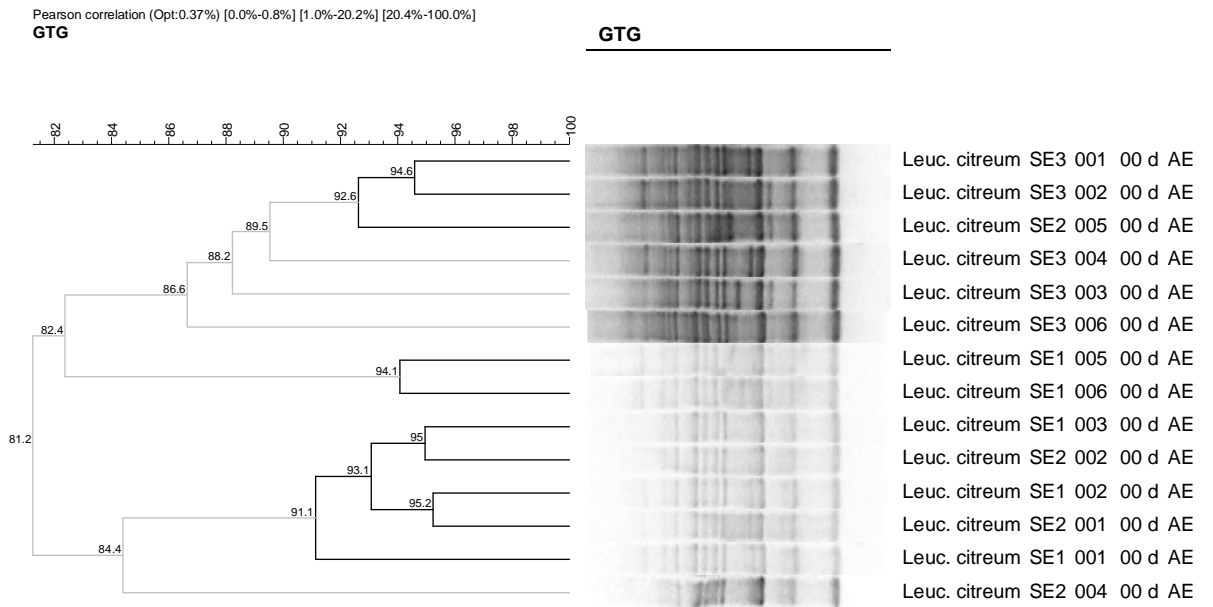 Pearson correlation (Opt:0.37%) [0.0%-0.8%] [1.0%-20.2%] [20.4%-100.0%]
GTG
GTG
82 84 86 88 90 92 94 96 98 100
94.6
92.6
89.5
88.2
86.6
82.4
94.1
81.2
95
93.1
95.2
91.1
84.4
Leuc. citreum SE3 001 00 d AE
Leuc. citreum SE3 002 00 d AE
Leuc. citreum SE2 005 00 d AE
Leuc. citreum SE3 004 00 d AE
Leuc. citreum SE3 003 00 d AE
Leuc. citreum SE3 006 00 d AE
Leuc. citreum SE1 005 00 d AE
Leuc. citreum SE1 006 00 d AE
Leuc. citreum SE1 003 00 d AE
Leuc. citreum SE2 002 00 d AE
Leuc. citreum SE1 002 00 d AE
Leuc. citreum SE2 001 00 d AE
Leuc. citreum SE1 001 00 d AE
Leuc. citreum SE2 004 00 d AE